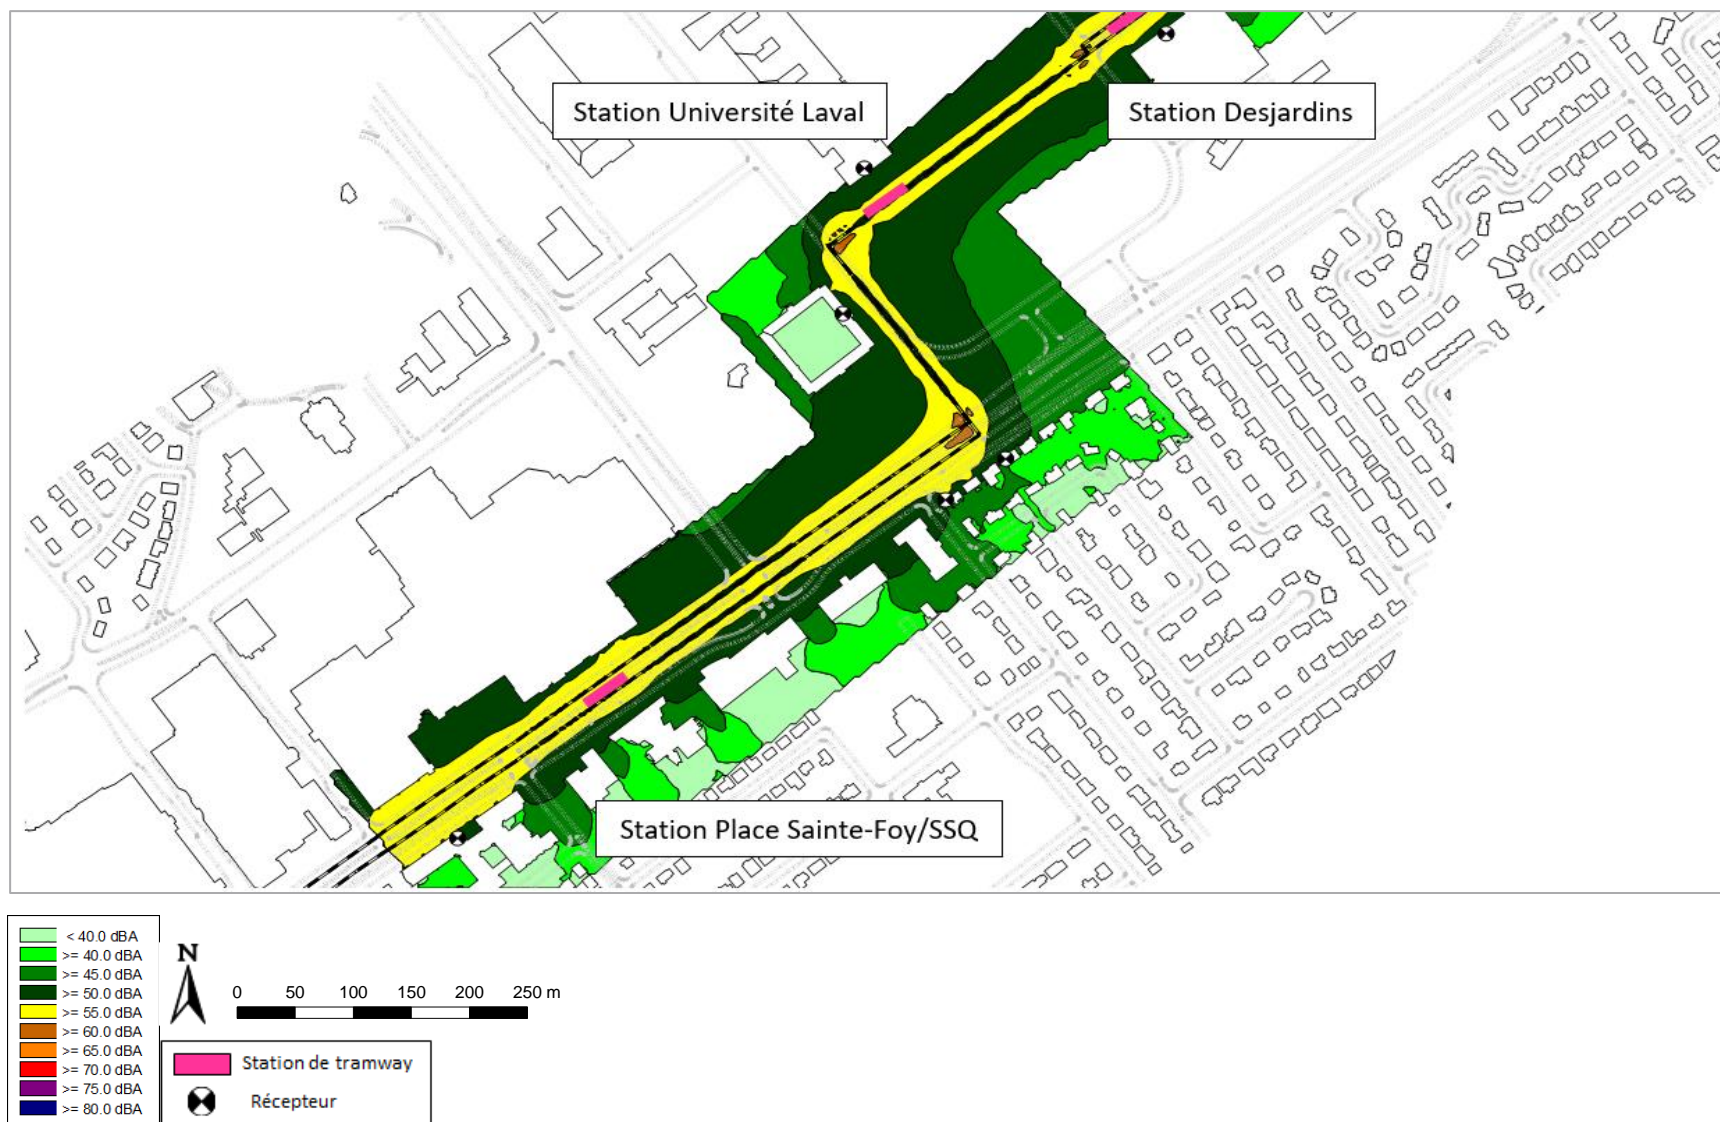 Station Université Laval
Station Desjardins
Station Place Sainte-Foy/SSQ
< 40.0 dBA
>= 40.0 dBA
>= 45.0 dBA
>= 50.0 dBA
>= 55.0 dBA
>= 60.0 dBA
>= 65.0 dBA
>= 70.0 dBA
>= 75.0 dBA
>= 80.0 dBA
N
0 50 100 150 200 250 m
Station de tramway
Récepteur